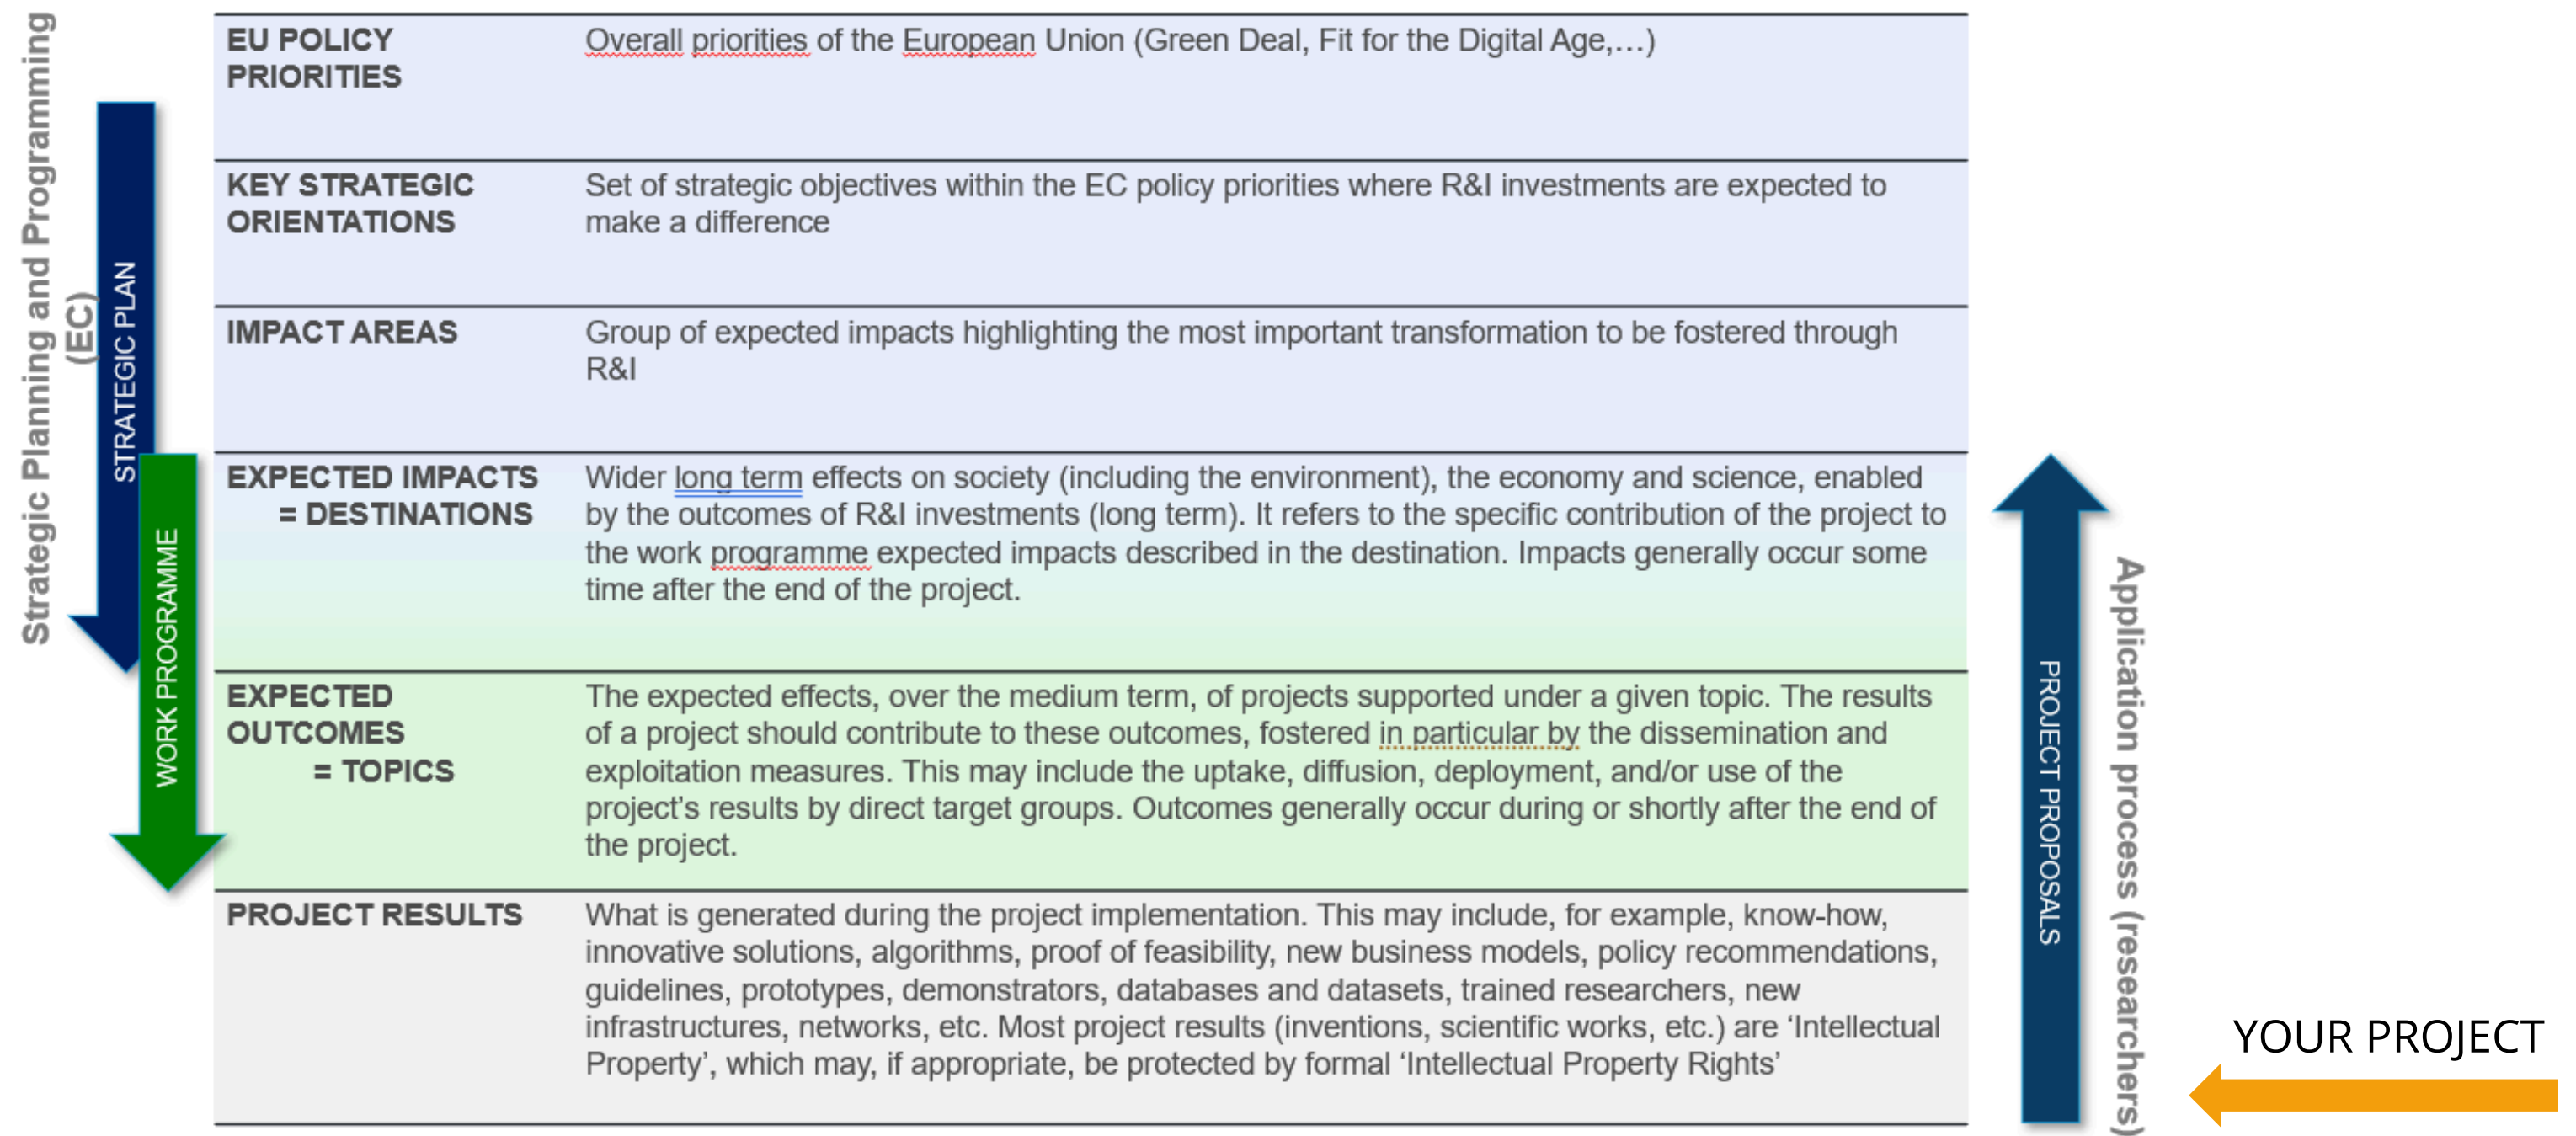 Strategic Planning and Programming
(EC)
STRATEGIC PLAN
WORK PROGRAMME
EU POLICY
PRIORITIES
Overall priorities of the European Union (Green Deal, Fit for the Digital Age,…)
KEY STRATEGIC
ORIENTATIONS
Set of strategic objectives within the EC policy priorities where R&I investments are expected to
make a difference
IMPACT AREAS
Group of expected impacts highlighting the most important transformation to be fostered through
R&I
EXPECTED IMPACTS
= DESTINATIONS
Wider long term effects on society (including the environment), the economy and science, enabled
by the outcomes of R&I investments (long term). It refers to the specific contribution of the project to
the work programme expected impacts described in the destination. Impacts generally occur some
time after the end of the project.
EXPECTED
OUTCOMES
= TOPICS
The expected effects, over the medium term, of projects supported under a given topic. The results
of a project should contribute to these outcomes, fostered in particular by the dissemination and
exploitation measures. This may include the uptake, diffusion, deployment, and/or use of the
project’s results by direct target groups. Outcomes generally occur during or shortly after the end of
the project.
PROJECT RESULTS
What is generated during the project implementation. This may include, for example, know-how,
innovative solutions, algorithms, proof of feasibility, new business models, policy recommendations,
guidelines, prototypes, demonstrators, databases and datasets, trained researchers, new
infrastructures, networks, etc. Most project results (inventions, scientific works, etc.) are ‘Intellectual
Property’, which may, if appropriate, be protected by formal ‘Intellectual Property Rights’
PROJECT PROPOSALS
Application process (researchers)
YOUR PROJECT